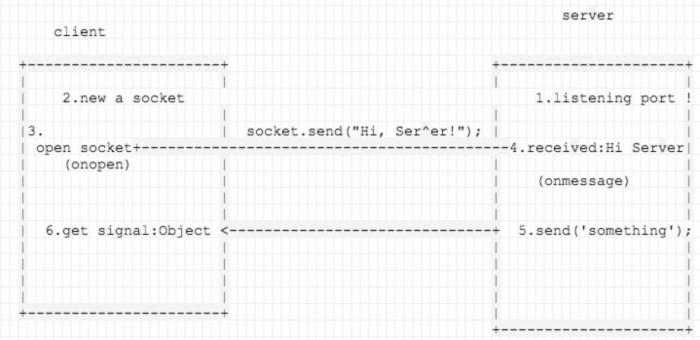 server
client
2.new a socket
1.listening port !
3.
socket.send("Hi, Ser^er!");
open socket
4.received:Hi Server
(onopen)
(onmessage)
6.get signal:Object
5.send('something');